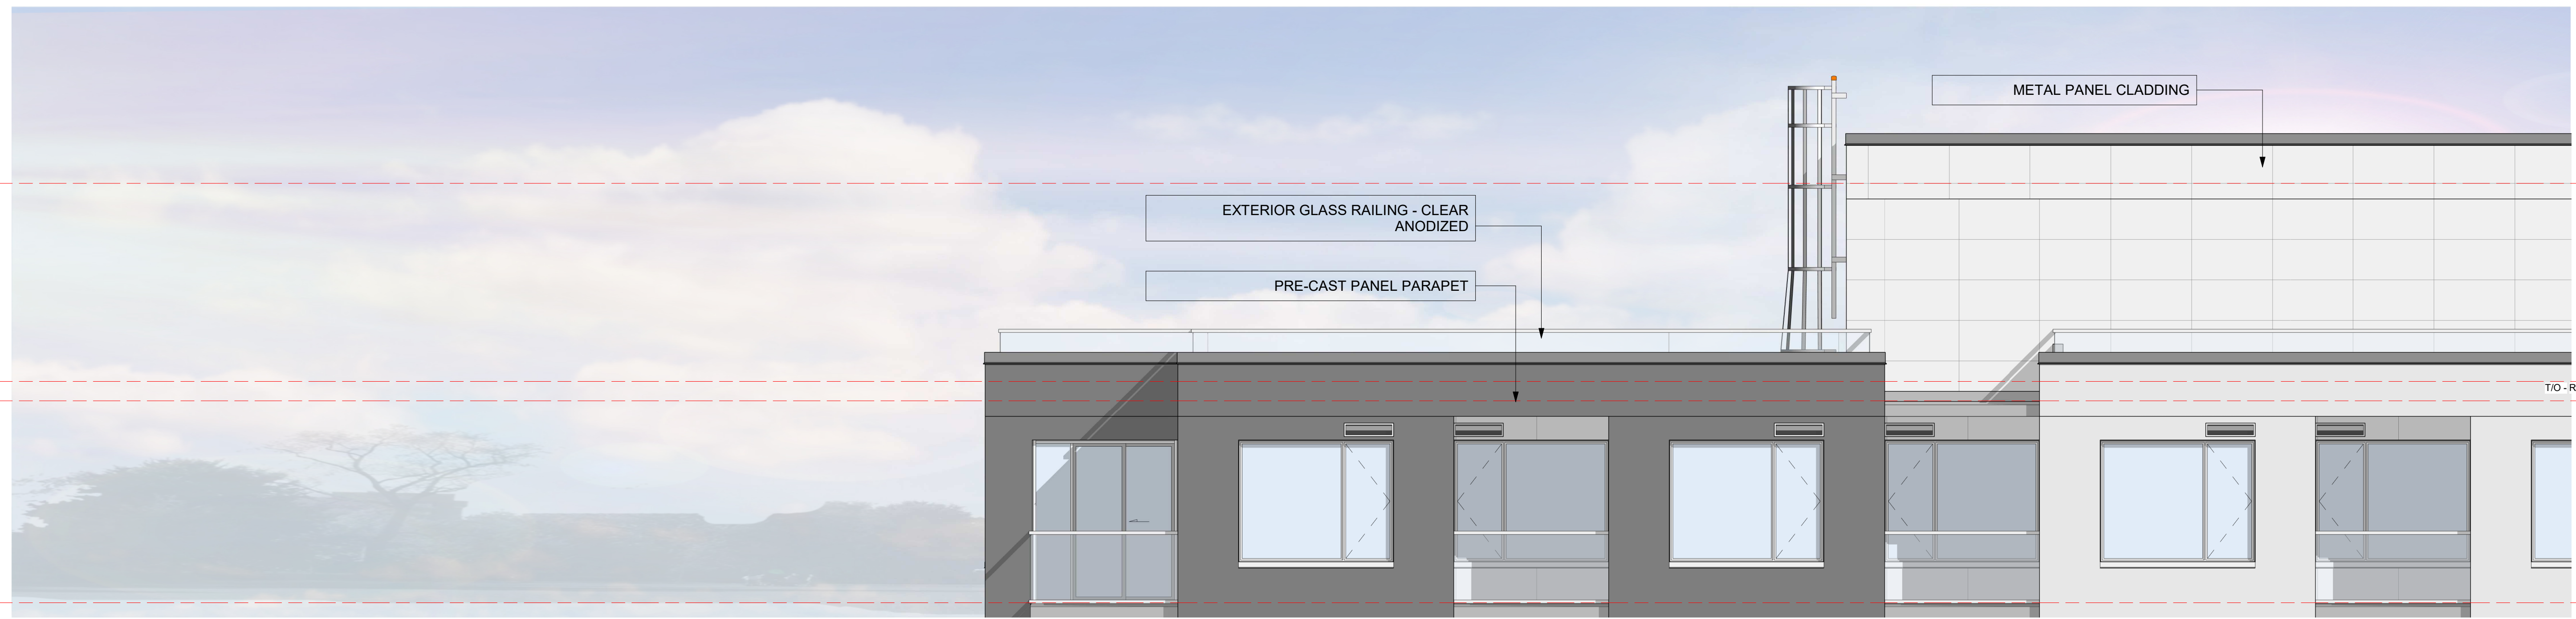 METAL PANEL CLADDING
EXTERIOR GLASS RAILING - CLEAR
ANODIZED
PRE-CAST PANEL PARAPET
T/O - R